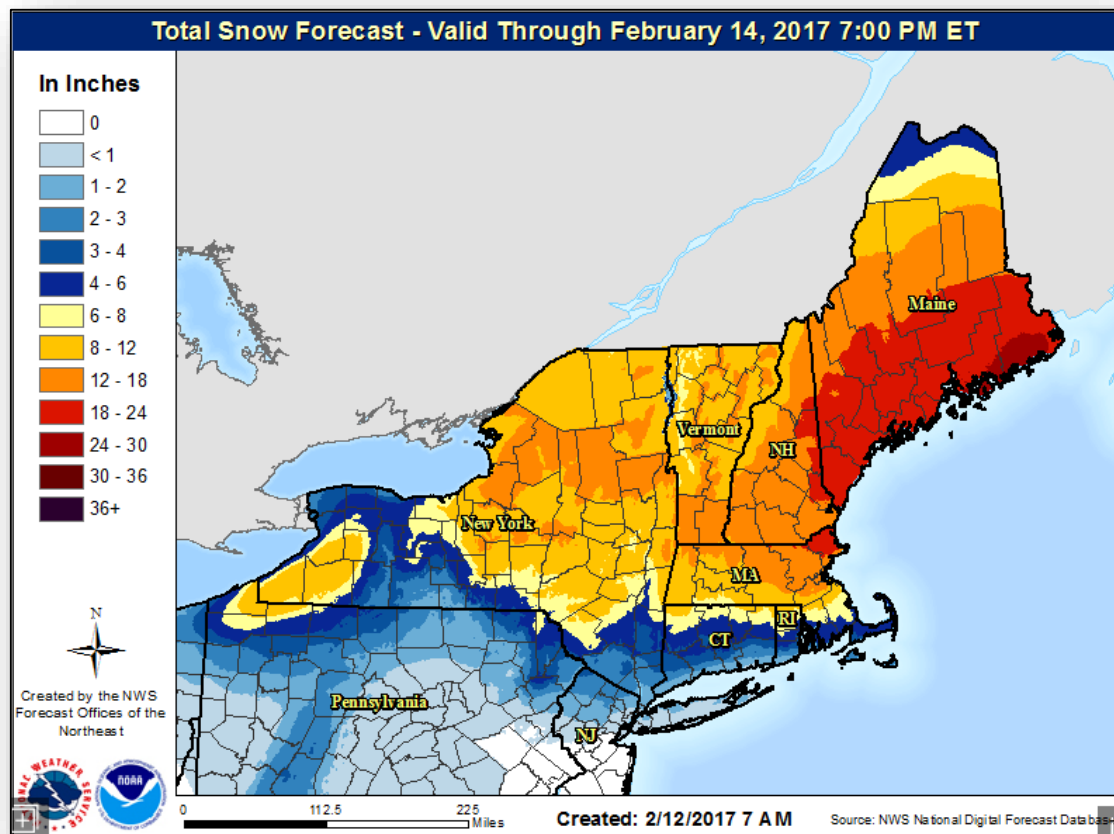 Total Snow Forecast - Valid Through February 14, 2017 7:00 PM ET
In Inches
0
< 1
1 - 2
2 - 3
3 - 4
4 - 6
6 - 8
8 - 12
12 - 18
18 - 24
24 - 30
30 - 36
36+
Maine
Vermont
NH
New York
MA
RI
CT
Pennsylvania
NJ
N
Created by the NWS
Forecast Offices of the
Northeast
WEATHER
NOAA
0 112.5 225
Miles
Created: 2/12/2017 7 AM
Source: NWS National Digital Forecast Database